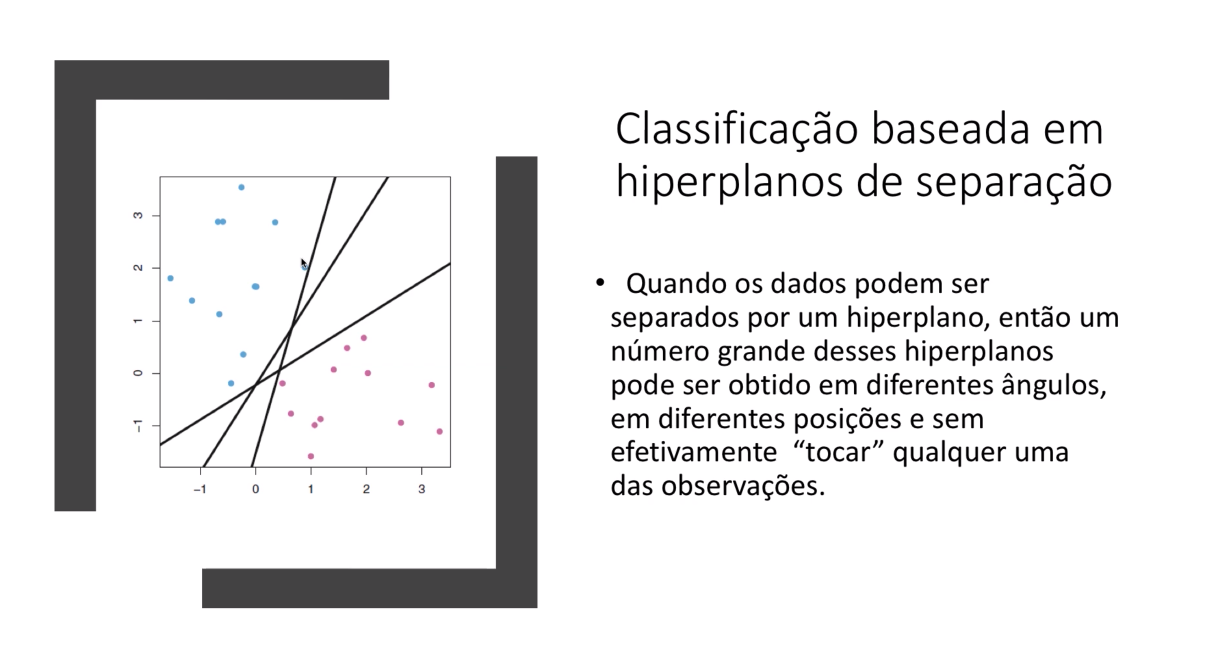 Classificação baseada em
hiperplanos de separação
• Quando os dados podem ser
separados por um hiperplano, então um
número grande desses hiperplanos
pode ser obtido em diferentes ângulos,
em diferentes posições e sem
efetivamente “tocar” qualquer uma
das observações.
3
2
1
0
−1
−1 0 1 2 3